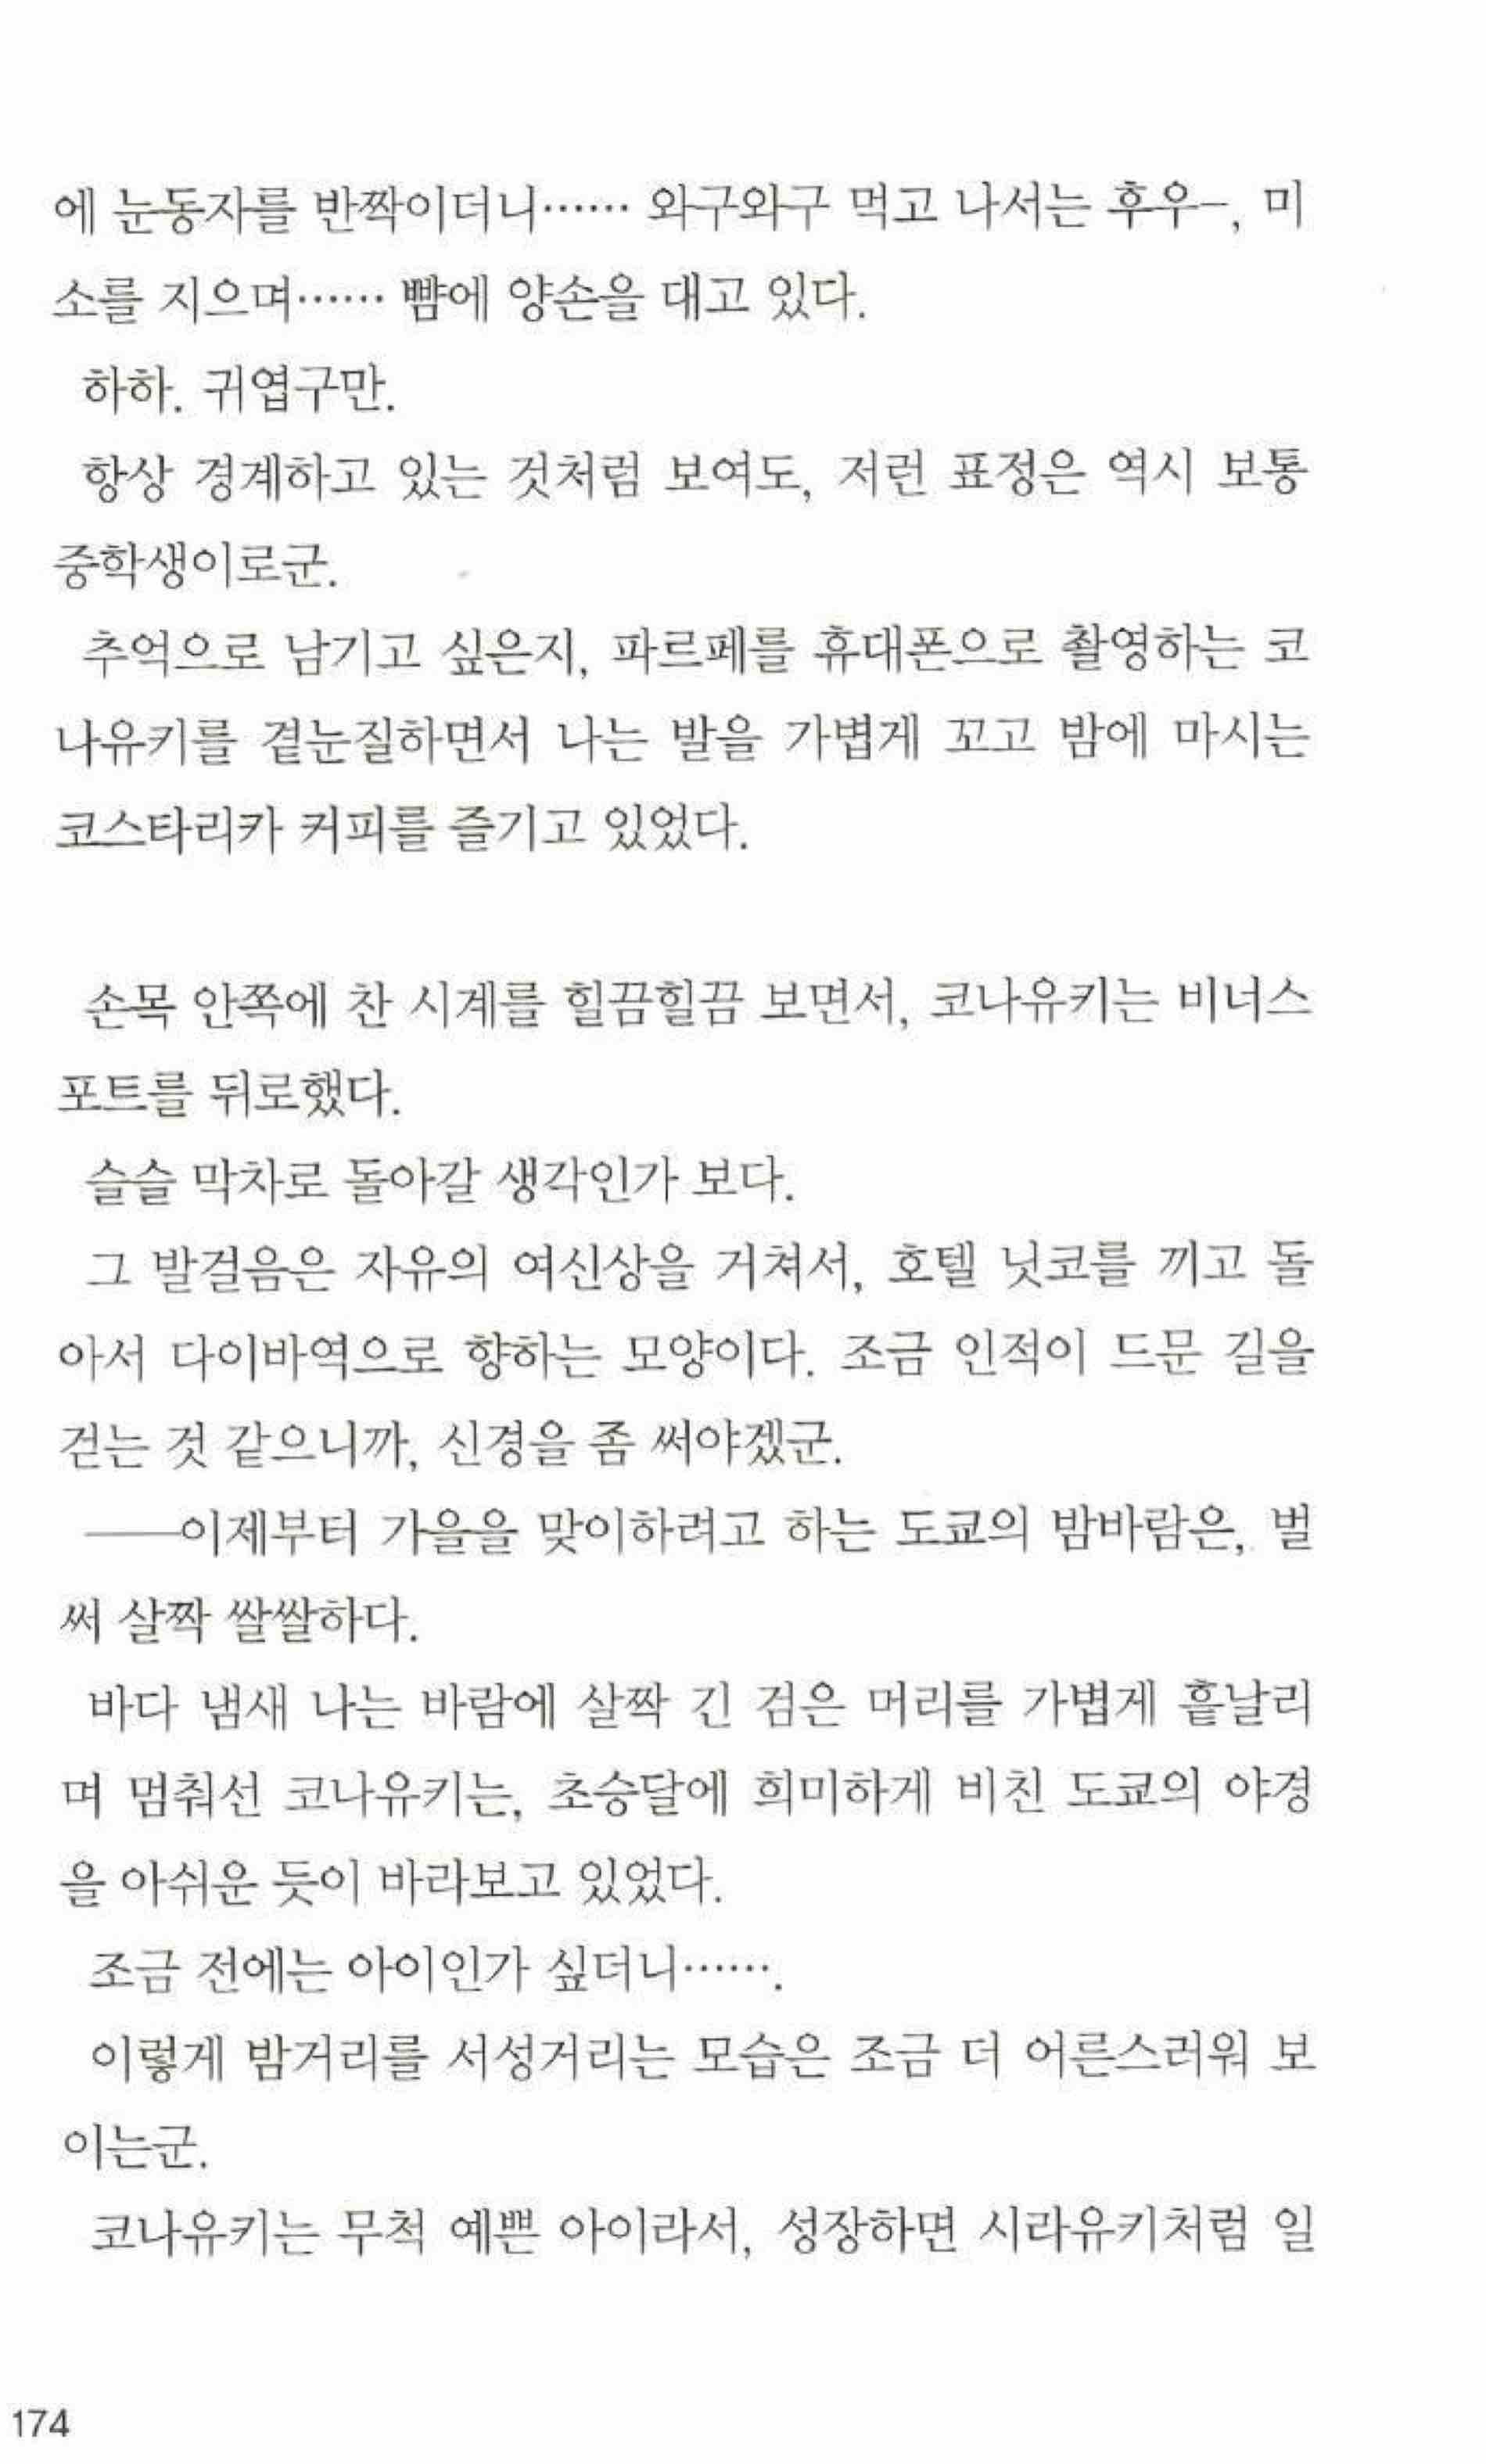 에 눈동자를 반짝이더니…… 와구와구 먹고 나서는 후우–, 미
소를 지으며…… 뺨에 양손을 대고 있다.
하하. 귀엽구만.
항상 경계하고 있는 것처럼 보여도, 저런 표정은 역시 보통
중학생이로군.
추억으로 남기고 싶은지, 파르페를 휴대폰으로 촬영하는 코
나유키를 곁눈질하면서 나는 발을 가볍게 꼬고 밤에 마시는
코스타리카 커피를 즐기고 있었다.
손목 안쪽에 찬 시계를 힐끔힐끔 보면서, 코나유키는 비너스
포트를 뒤로했다.
슬슬 막차로 돌아갈 생각인가 보다.
그 발걸음은 자유의 여신상을 거쳐서, 호텔 닛코를 끼고 돌
아서 다이바역으로 향하는 모양이다. 조금 인적이 드문 길을
걷는 것 같으니까, 신경을 좀 써야겠군.
──이제부터 가을을 맞이하려고 하는 도쿄의 밤바람은, 벌
써 살짝 쌀쌀하다.
바다 냄새 나는 바람에 살짝 긴 검은 머리를 가볍게 흩날리
며 멈춰선 코나유키는, 초승달에 희미하게 비친 도쿄의 야경
을 아쉬운 듯이 바라보고 있었다.
조금 전에는 아이인가 싶더니…….
이렇게 밤거리를 서성거리는 모습은 조금 더 어른스러워 보
이는군.
코나유키는 무척 예쁜 아이라서, 성장하면 시라유키처럼 일
174